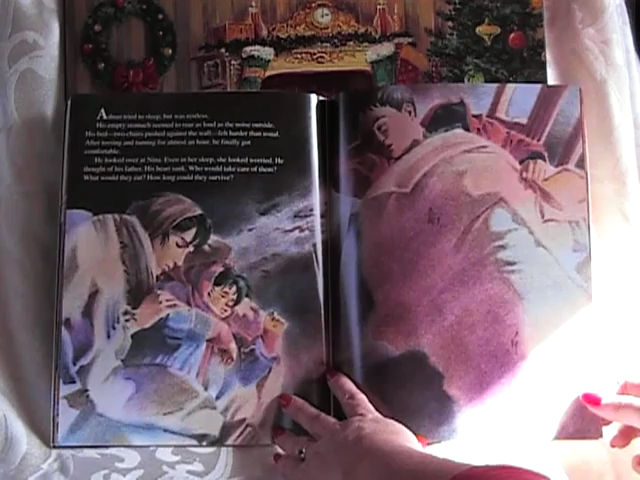 Admet tried to sleep, but was restless.
His empty stomach seemed to roar as loud as the noise outside.
His bed—two chairs pushed against the wall—felt harder than usual.
After tossing and turning for almost an hour, he finally got
comfortable.
He looked over at Nina. Even in her sleep, she looked worried. He
thought of his father. His heart sank. Who would take care of them?
What would they eat? How long could they survive?